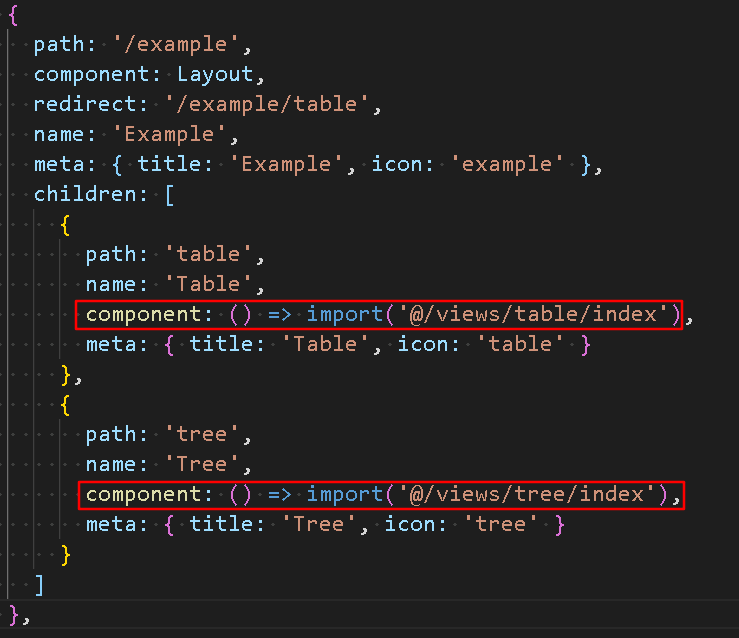 {
path: '/example',
component: Layout,
redirect: '/example/table',
name: 'Example',
meta: { title: 'Example', icon: 'example' },
children: [
{
path: 'table',
name: 'Table',
component: () => import('@/views/table/index'),
meta: { title: 'Table', icon: 'table' }
},
{
path: 'tree',
name: 'Tree',
component: () => import('@/views/tree/index'),
meta: { title: 'Tree', icon: 'tree' }
}
]
},